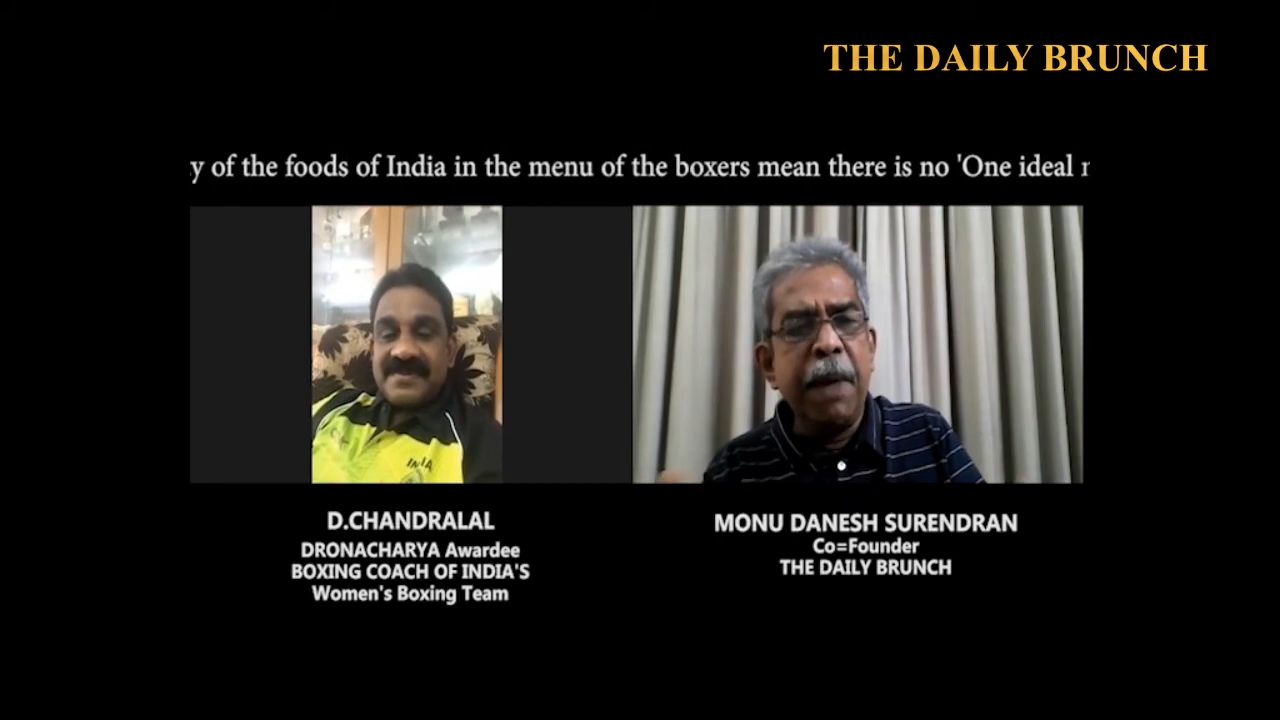 THE DAILY BRUNCH
of the foods of India in the menu of the boxers mean there is no 'One ideal
INDIA
D.CHANDRALAL
DRONACHARYA Awardee
BOXING COACH OF INDIA'S
Women's Boxing Team
MONU DANESH SURENDRAN
Co=Founder
THE DAILY BRUNCH